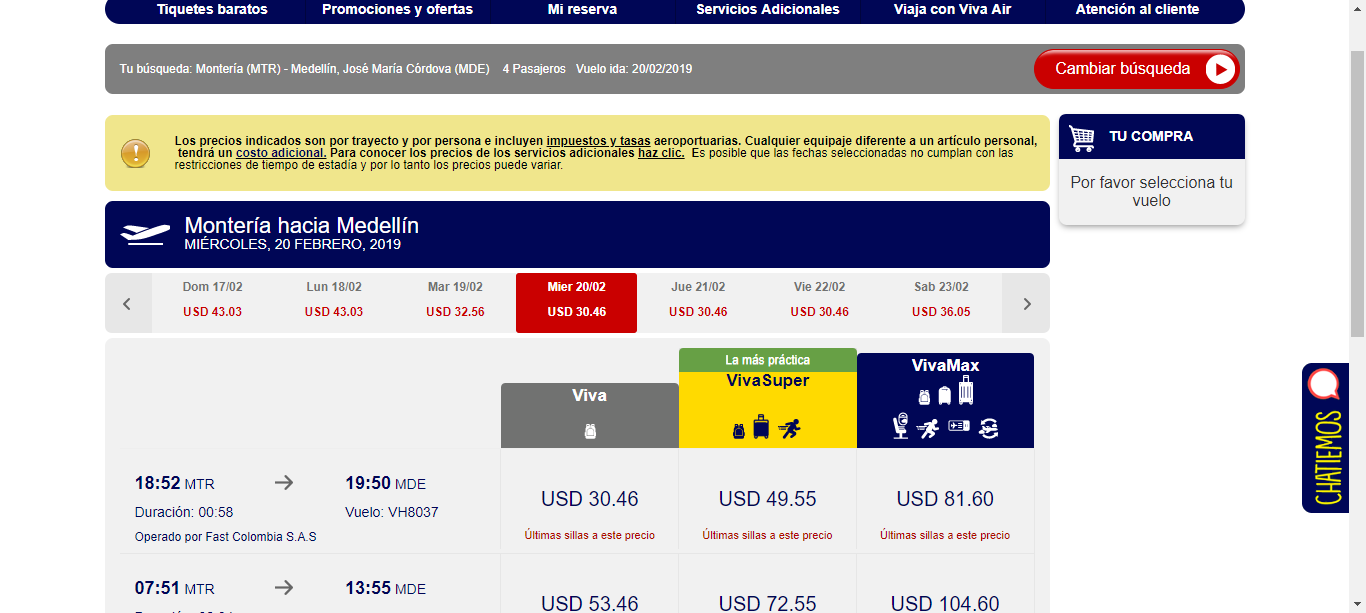 Tiquetes baratos Promociones y ofertas Mi reserva Servicios Adicionales Viaja con Viva Air Atención al cliente
Tu búsqueda: Montería (MTR) - Medellín, José María Córdova (MDE) 4 Pasajeros Vuelo ida: 20/02/2019
Cambiar búsqueda
Los precios indicados son por trayecto y por persona e incluyen impuestos y tasas aeroportuarias. Cualquier equipaje diferente a un artículo personal,
tendrá un costo adicional. Para conocer los precios de los servicios adicionales haz clic. Es posible que las fechas seleccionadas no cumplan con las
restricciones de tiempo de estadía y por lo tanto los precios puede variar.
TU COMPRA
Por favor selecciona tu
vuelo
Montería hacia Medellín
MIÉRCOLES, 20 FEBRERO, 2019
Dom 17/02 Lun 18/02 Mar 19/02 Mier 20/02 Jue 21/02 Vie 22/02 Sab 23/02
USD 43.03 USD 43.03 USD 32.56 USD 30.46 USD 30.46 USD 30.46 USD 36.05
La más práctica
Viva VivaSuper VivaMax
18:52 MTR 19:50 MDE
Duración: 00:58 Vuelo: VH8037
Operado por Fast Colombia S.A.S
USD 30.46 USD 49.55 USD 81.60
Últimas sillas a este precio Últimas sillas a este precio Últimas sillas a este precio
07:51 MTR 13:55 MDE
USD 53.46 USD 72.55 USD 104.60
CHATIEMOS